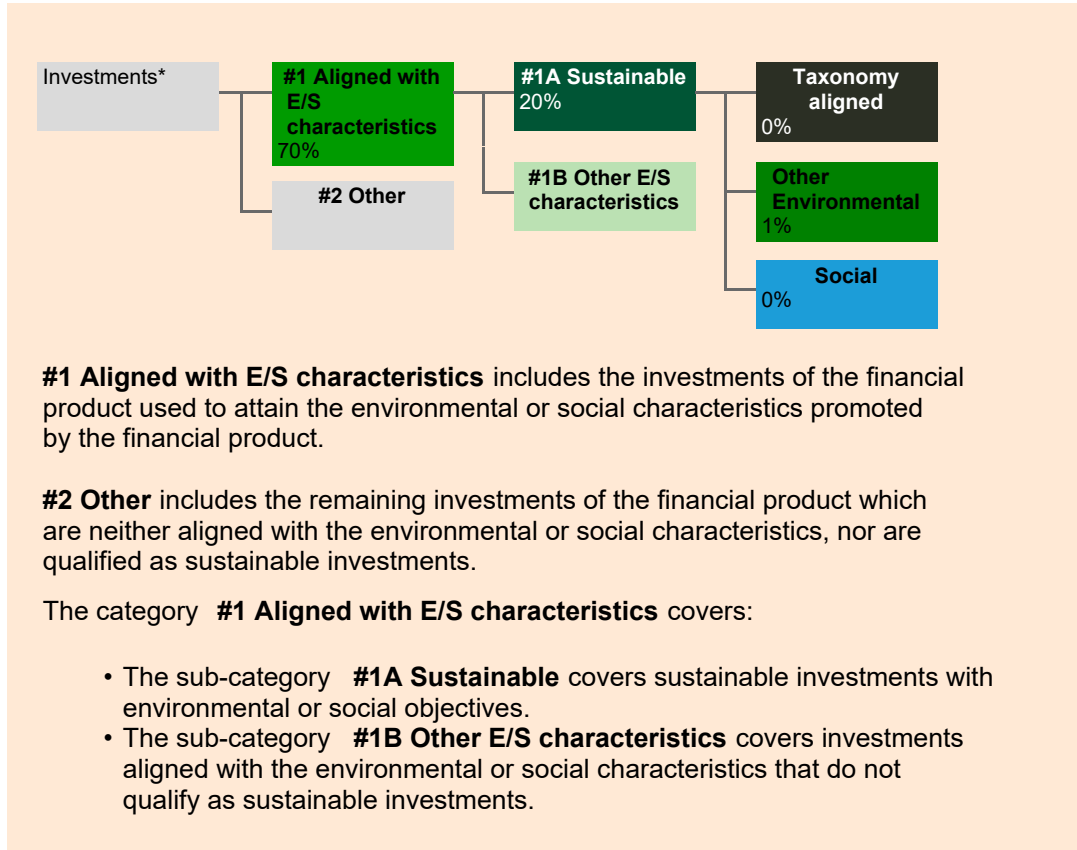 Investments*
#1 Aligned with
E/S
characteristics
70%
#2 Other
#1A Sustainable
20%
#1B Other E/S
characteristics
Taxonomy
aligned
0%
Other
Environmental
1%
Social
0%
#1 Aligned with E/S characteristics includes the investments of the financial
product used to attain the environmental or social characteristics promoted
by the financial product.
#2 Other includes the remaining investments of the financial product which
are neither aligned with the environmental or social characteristics, nor are
qualified as sustainable investments.
The category #1 Aligned with E/S characteristics covers:
• The sub-category #1A Sustainable covers sustainable investments with
environmental or social objectives.
• The sub-category #1B Other E/S characteristics covers investments
aligned with the environmental or social characteristics that do not
qualify as sustainable investments.